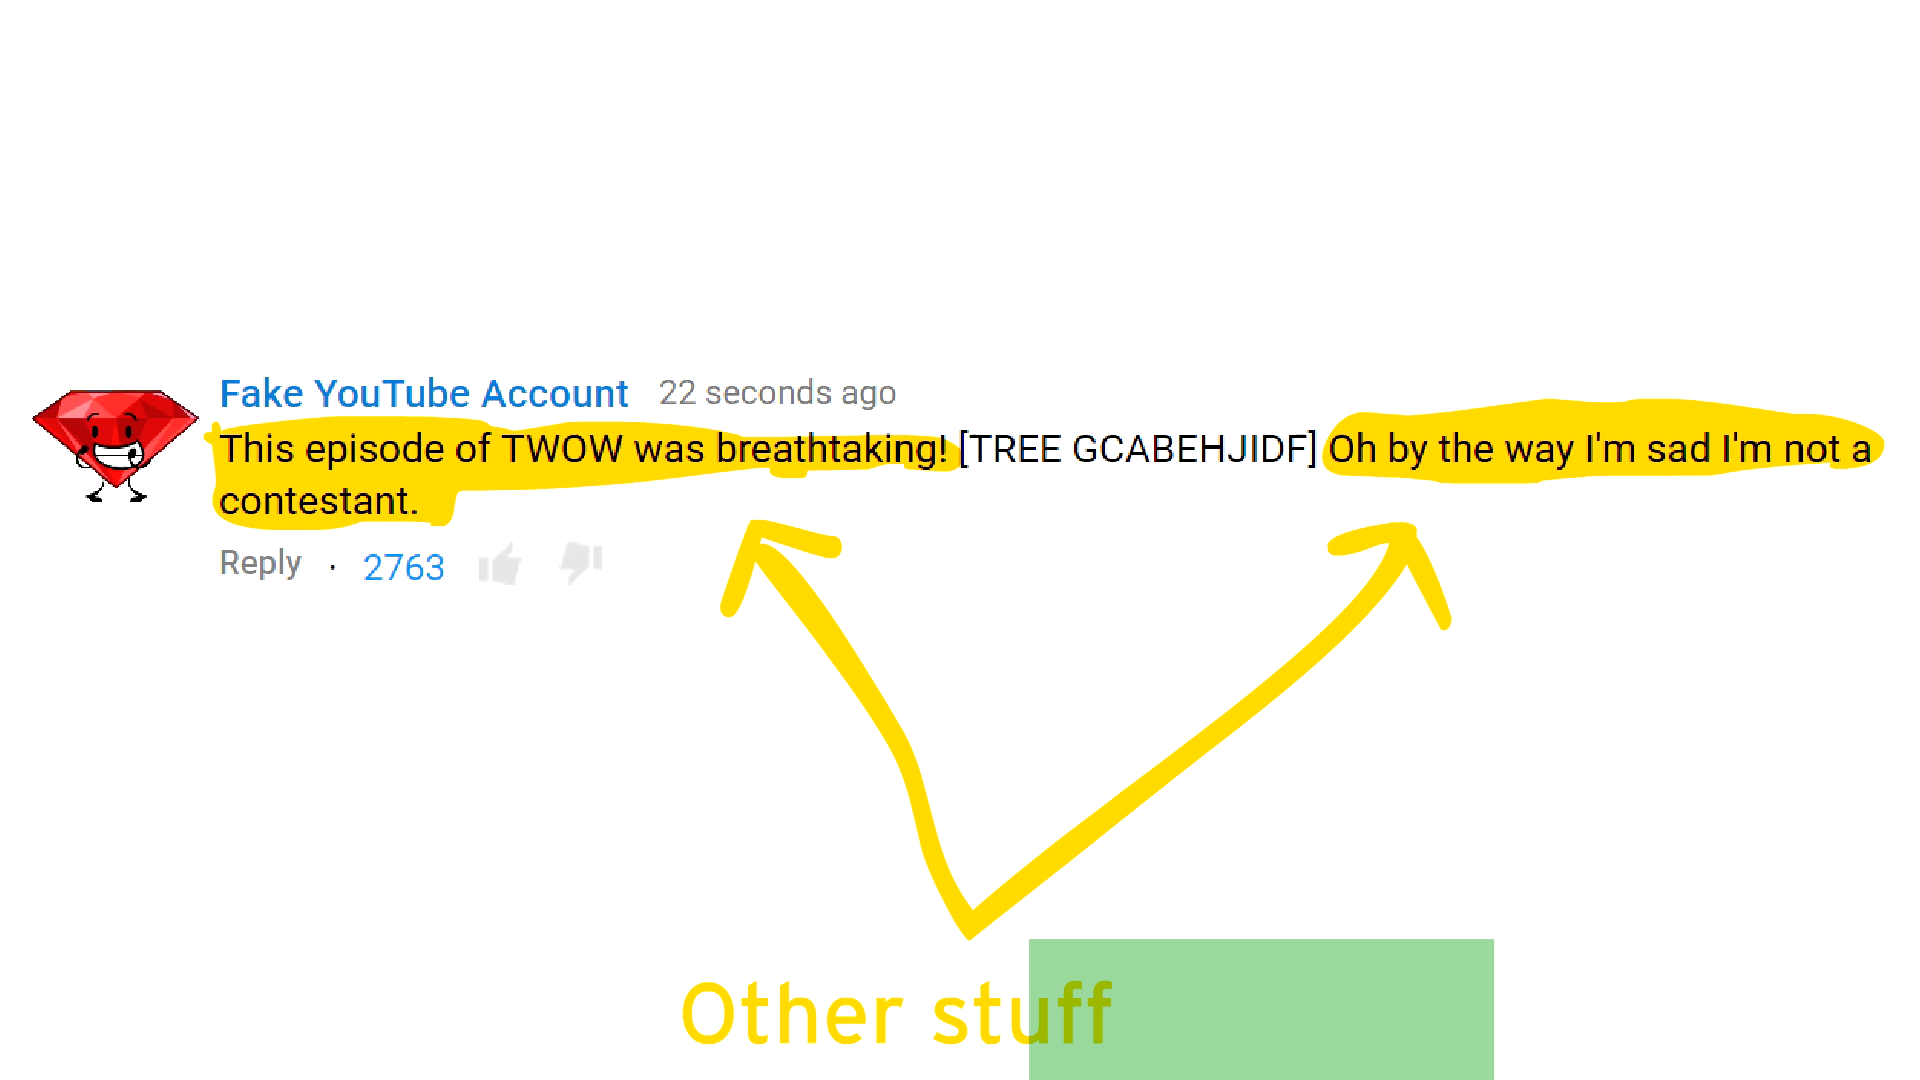 Fake YouTube Account 22 seconds ago
This episode of TWOW was breathtaking! [TREE GCABEHJIDF] Oh by the way I'm sad I'm not a
contestant.
Reply · 2763
Other stuff